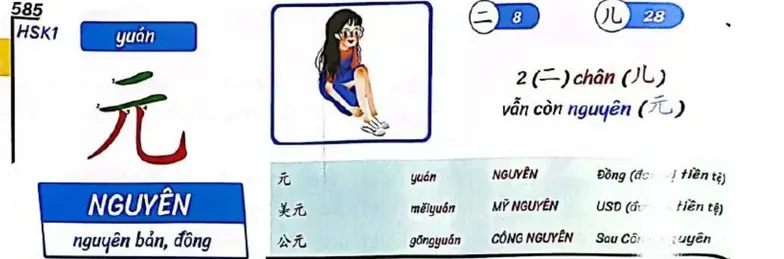 585
HSK1
yuán
元
NGUYÊN
nguyên bản, đồng
二 8
儿 28
2 (二) chân (儿)
vẫn còn nguyên (元)
元 yuán NGUYÊN Đồng tiền tệ)
美元 měiyuán MỸ NGUYÊN USD tiền tệ)
公元 gōngyuán CÔNG NGUYÊN Sau